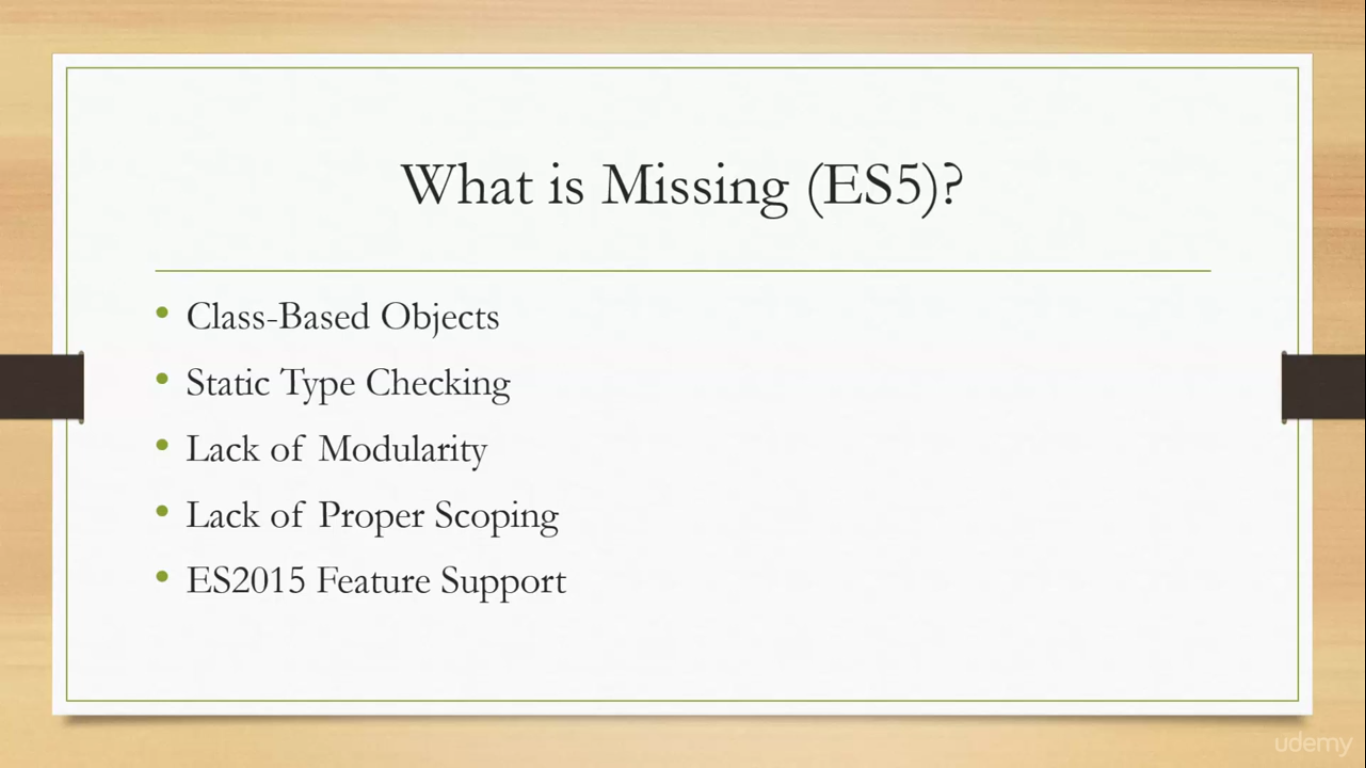 What is Missing (ES5)?
• Class-Based Objects
• Static Type Checking
• Lack of Modularity
• Lack of Proper Scoping
• ES2015 Feature Support
udemy